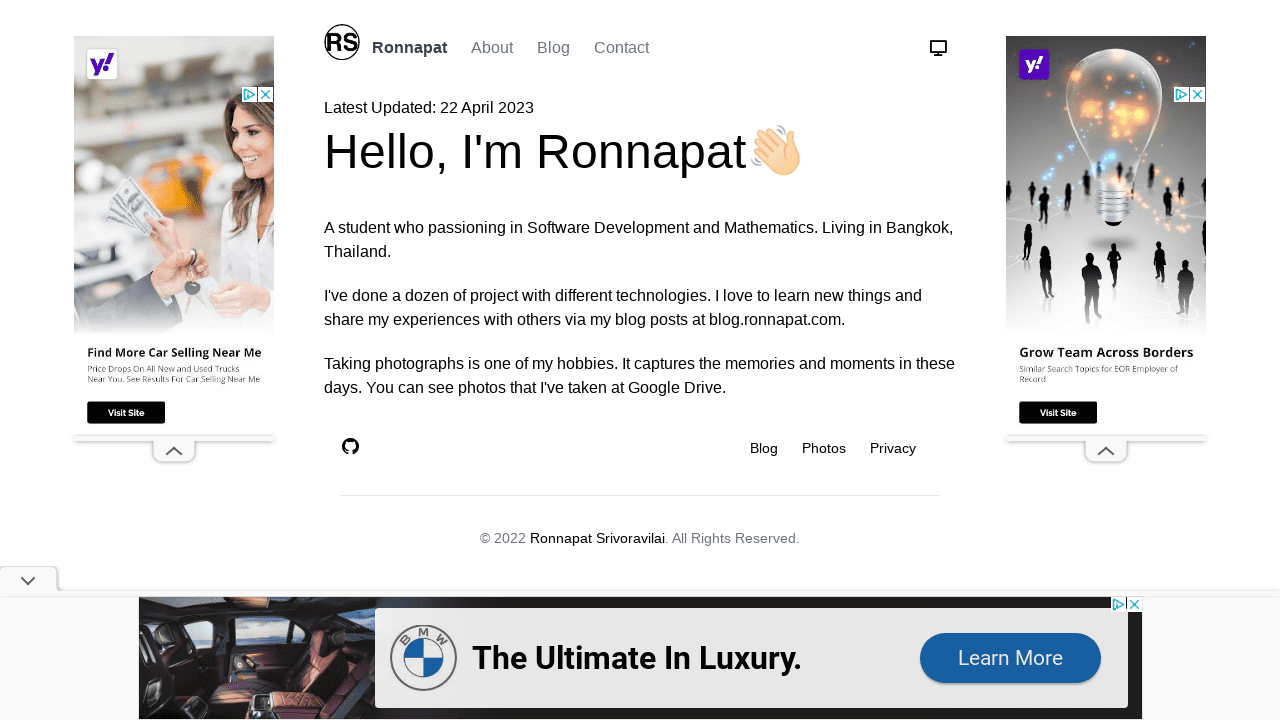 RS Ronnapat About Blog Contact
Latest Updated: 22 April 2023
Hello, I'm Ronnapat👋🏻
A student who passioning in Software Development and Mathematics. Living in Bangkok,
Thailand.
I've done a dozen of project with different technologies. I love to learn new things and
share my experiences with others via my blog posts at blog.ronnapat.com.
Taking photographs is one of my hobbies. It captures the memories and moments in these
days. You can see photos that I've taken at Google Drive.
Blog Photos Privacy
© 2022 Ronnapat Srivoravilai. All Rights Reserved.
y!
Find More Car Selling Near Me
Price Drops On All New and Used Trucks
Near You. See Results For Car Selling Near Me
Visit Site
y!
Grow Team Across Borders
Similar Search Topics for EOR Employer of
Record
Visit Site
BMW
The Ultimate In Luxury.
Learn More